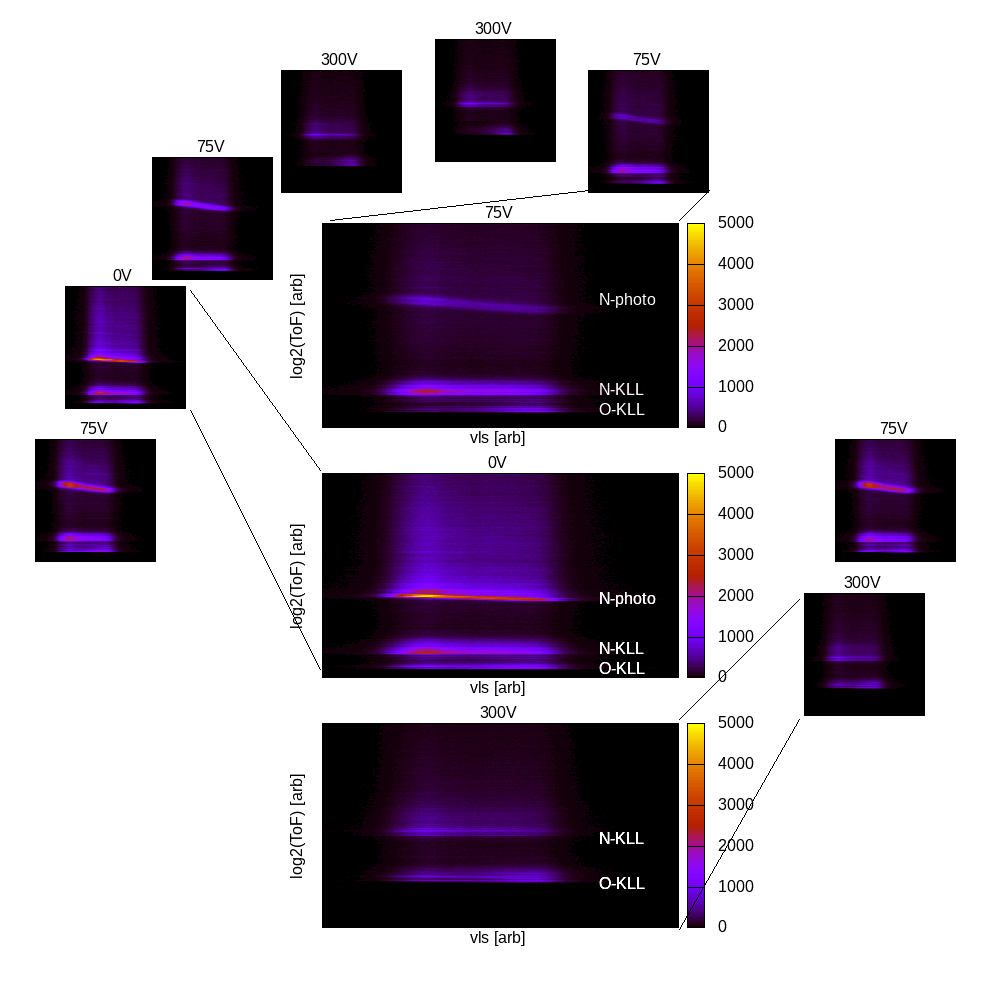 300V
300V
75V
75V
0V
75V
75V
300V
75V
log2(ToF) [arb]
N-photo
N-KLL
O-KLL
vls [arb]
5000
4000
3000
2000
1000
0
0V
log2(ToF) [arb]
N-photo
N-KLL
O-KLL
vls [arb]
5000
4000
3000
2000
1000
0
300V
log2(ToF) [arb]
N-KLL
O-KLL
vls [arb]
5000
4000
3000
2000
1000
0